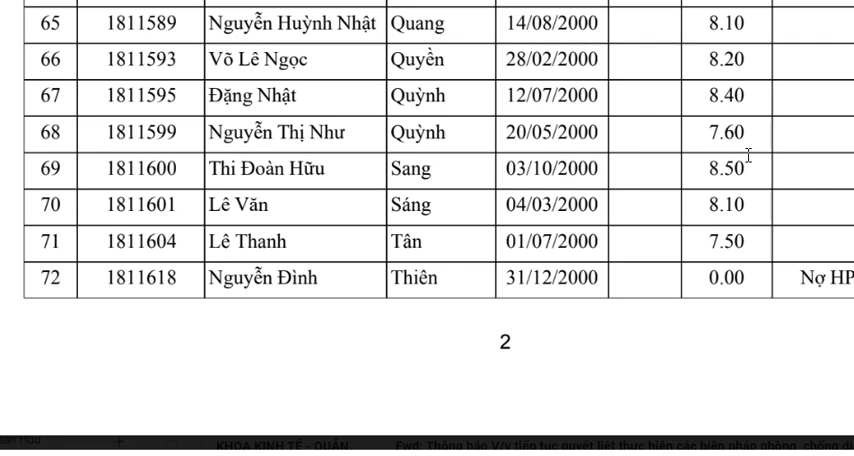 65 1811589 Nguyễn Huỳnh Nhật Quang 14/08/2000 8.10
66 1811593 Võ Lê Ngọc Quyền 28/02/2000 8.20
67 1811595 Đặng Nhật Quỳnh 12/07/2000 8.40
68 1811599 Nguyễn Thị Như Quỳnh 20/05/2000 7.60
69 1811600 Thi Đoàn Hữu Sang 03/10/2000 8.50
70 1811601 Lê Văn Sáng 04/03/2000 8.10
71 1811604 Lê Thanh Tân 01/07/2000 7.50
72 1811618 Nguyễn Đình Thiên 31/12/2000 0.00 Nợ HP
2
KHOA KINH TẾ - QUẢN. Fwd: Thông báo V/v tiếp tục quyết liệt thực hiện các biện pháp phòng, chống